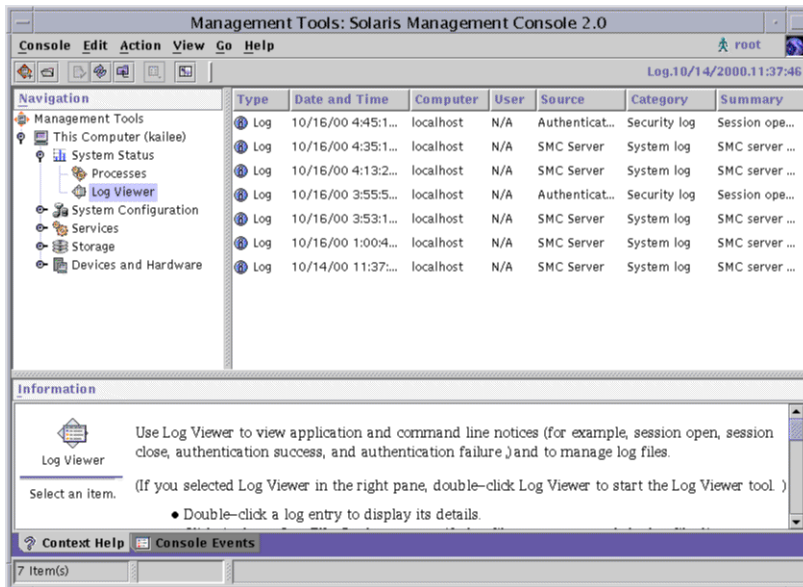 Management Tools: Solaris Management Console 2.0
Console Edit Action View Go Help
root
Log.10/14/2000.11:37:46
Navigation
Management Tools
This Computer (kailee)
System Status
Processes
Log Viewer
System Configuration
Services
Storage
Devices and Hardware
Type Date and Time Computer User Source Category Summary
Log 10/16/00 4:45:1... localhost N/A Authenticat... Security log Session ope...
Log 10/16/00 4:35:1... localhost N/A SMC Server System log SMC server ...
Log 10/16/00 4:13:2... localhost N/A SMC Server System log SMC server ...
Log 10/16/00 3:55:5... localhost N/A Authenticat... Security log Session ope...
Log 10/16/00 3:53:1... localhost N/A SMC Server System log SMC server ...
Log 10/16/00 1:00:4... localhost N/A SMC Server System log SMC server ...
Log 10/14/00 11:37:... localhost N/A SMC Server System log SMC server ...
Information
Log Viewer
Select an item.
Use Log Viewer to view application and command line notices (for example, session open, session
close, authentication success, and authentication failure ,) and to manage log files.
(If you selected Log Viewer in the right pane, double-click Log Viewer to start the Log Viewer tool. )
• Double-click a log entry to display its details.
Context Help
Console Events
7 Item(s)